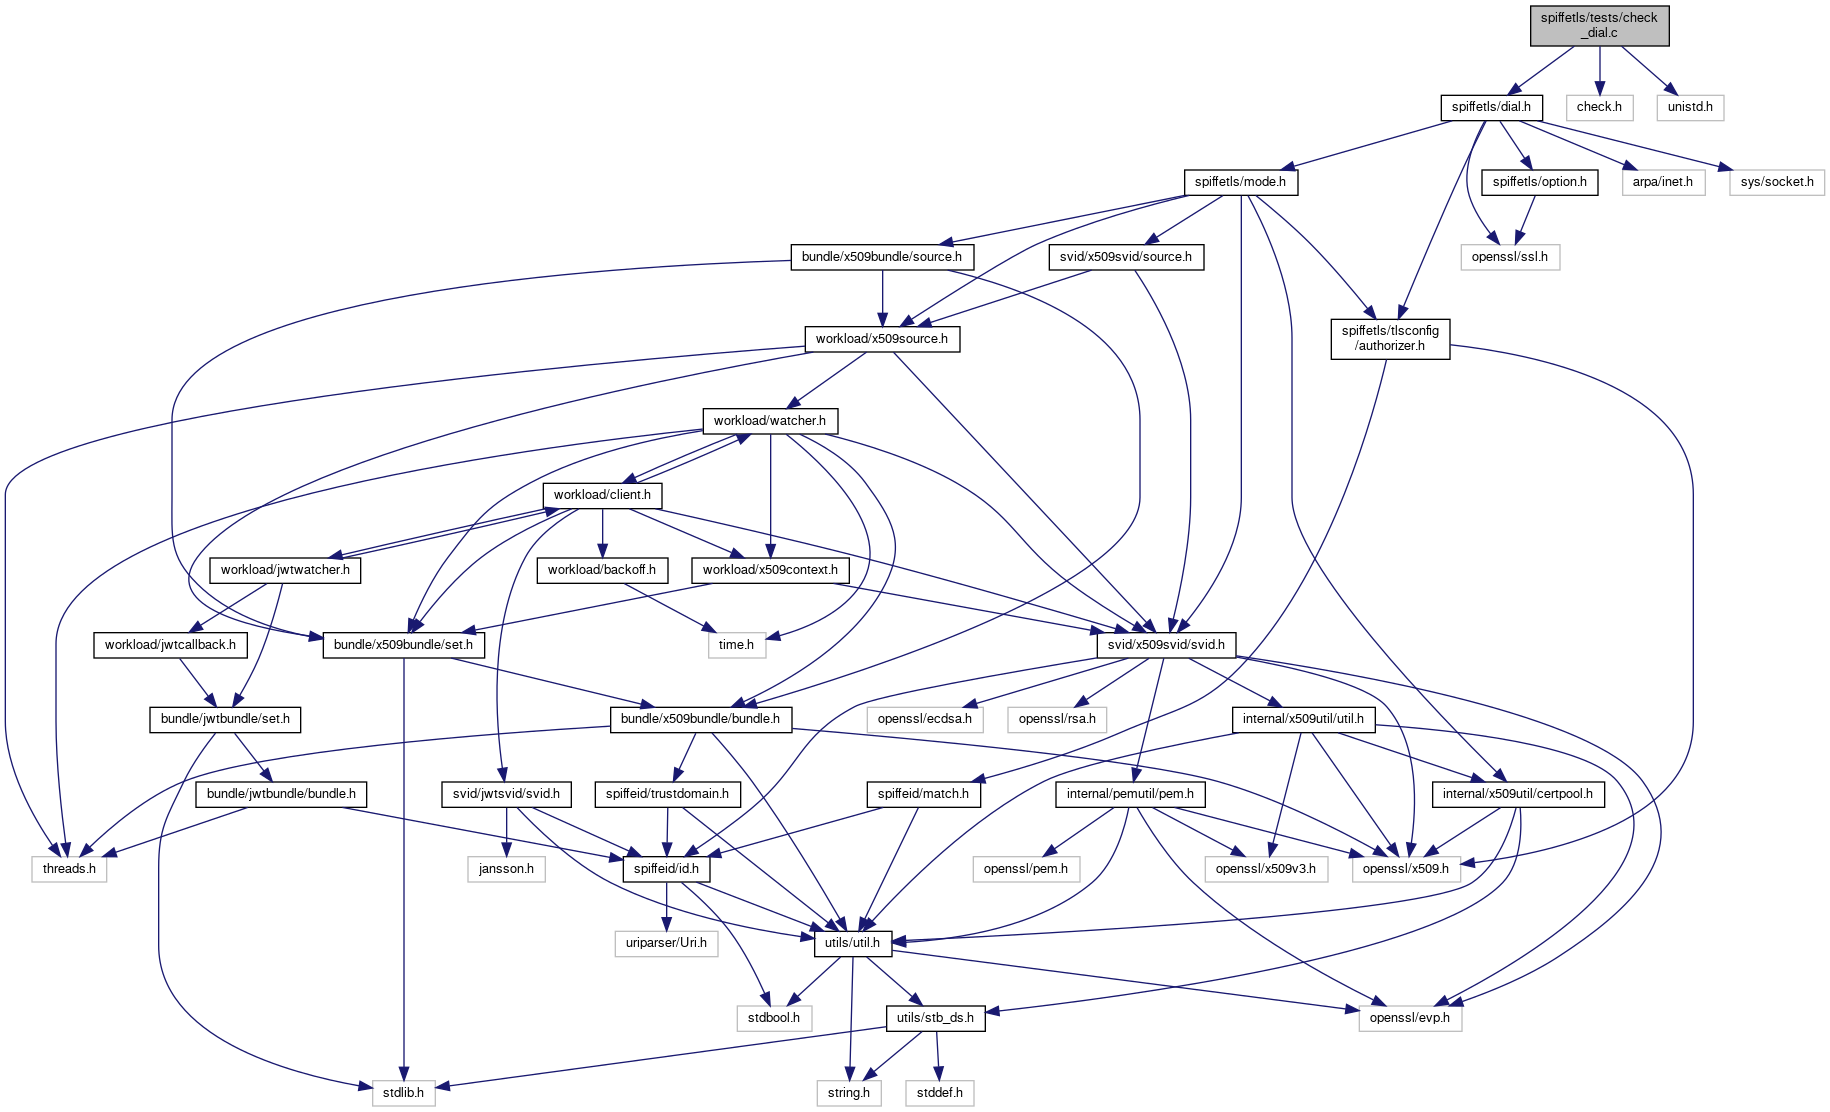 spiffetls/tests/check
_dial.c
spiffetls/dial.h
check.h
unistd.h
spiffetls/mode.h
spiffetls/option.h
arpa/inet.h
sys/socket.h
bundle/x509bundle/source.h
svid/x509svid/source.h
openssl/ssl.h
workload/x509source.h
spiffetls/tlsconfig
/authorizer.h
workload/watcher.h
workload/client.h
workload/jwtwatcher.h
workload/backoff.h
workload/x509context.h
workload/jwtcallback.h
bundle/x509bundle/set.h
time.h
svid/x509svid/svid.h
bundle/jwtbundle/set.h
bundle/x509bundle/bundle.h
openssl/ecdsa.h
openssl/rsa.h
internal/x509util/util.h
bundle/jwtbundle/bundle.h
svid/jwtsvid/svid.h
spiffeid/trustdomain.h
spiffeid/match.h
internal/pemutil/pem.h
internal/x509util/certpool.h
threads.h
jansson.h
spiffeid/id.h
openssl/pem.h
openssl/x509v3.h
openssl/x509.h
uriparser/Uri.h
utils/util.h
stdbool.h
utils/stb_ds.h
openssl/evp.h
stdlib.h
string.h
stddef.h